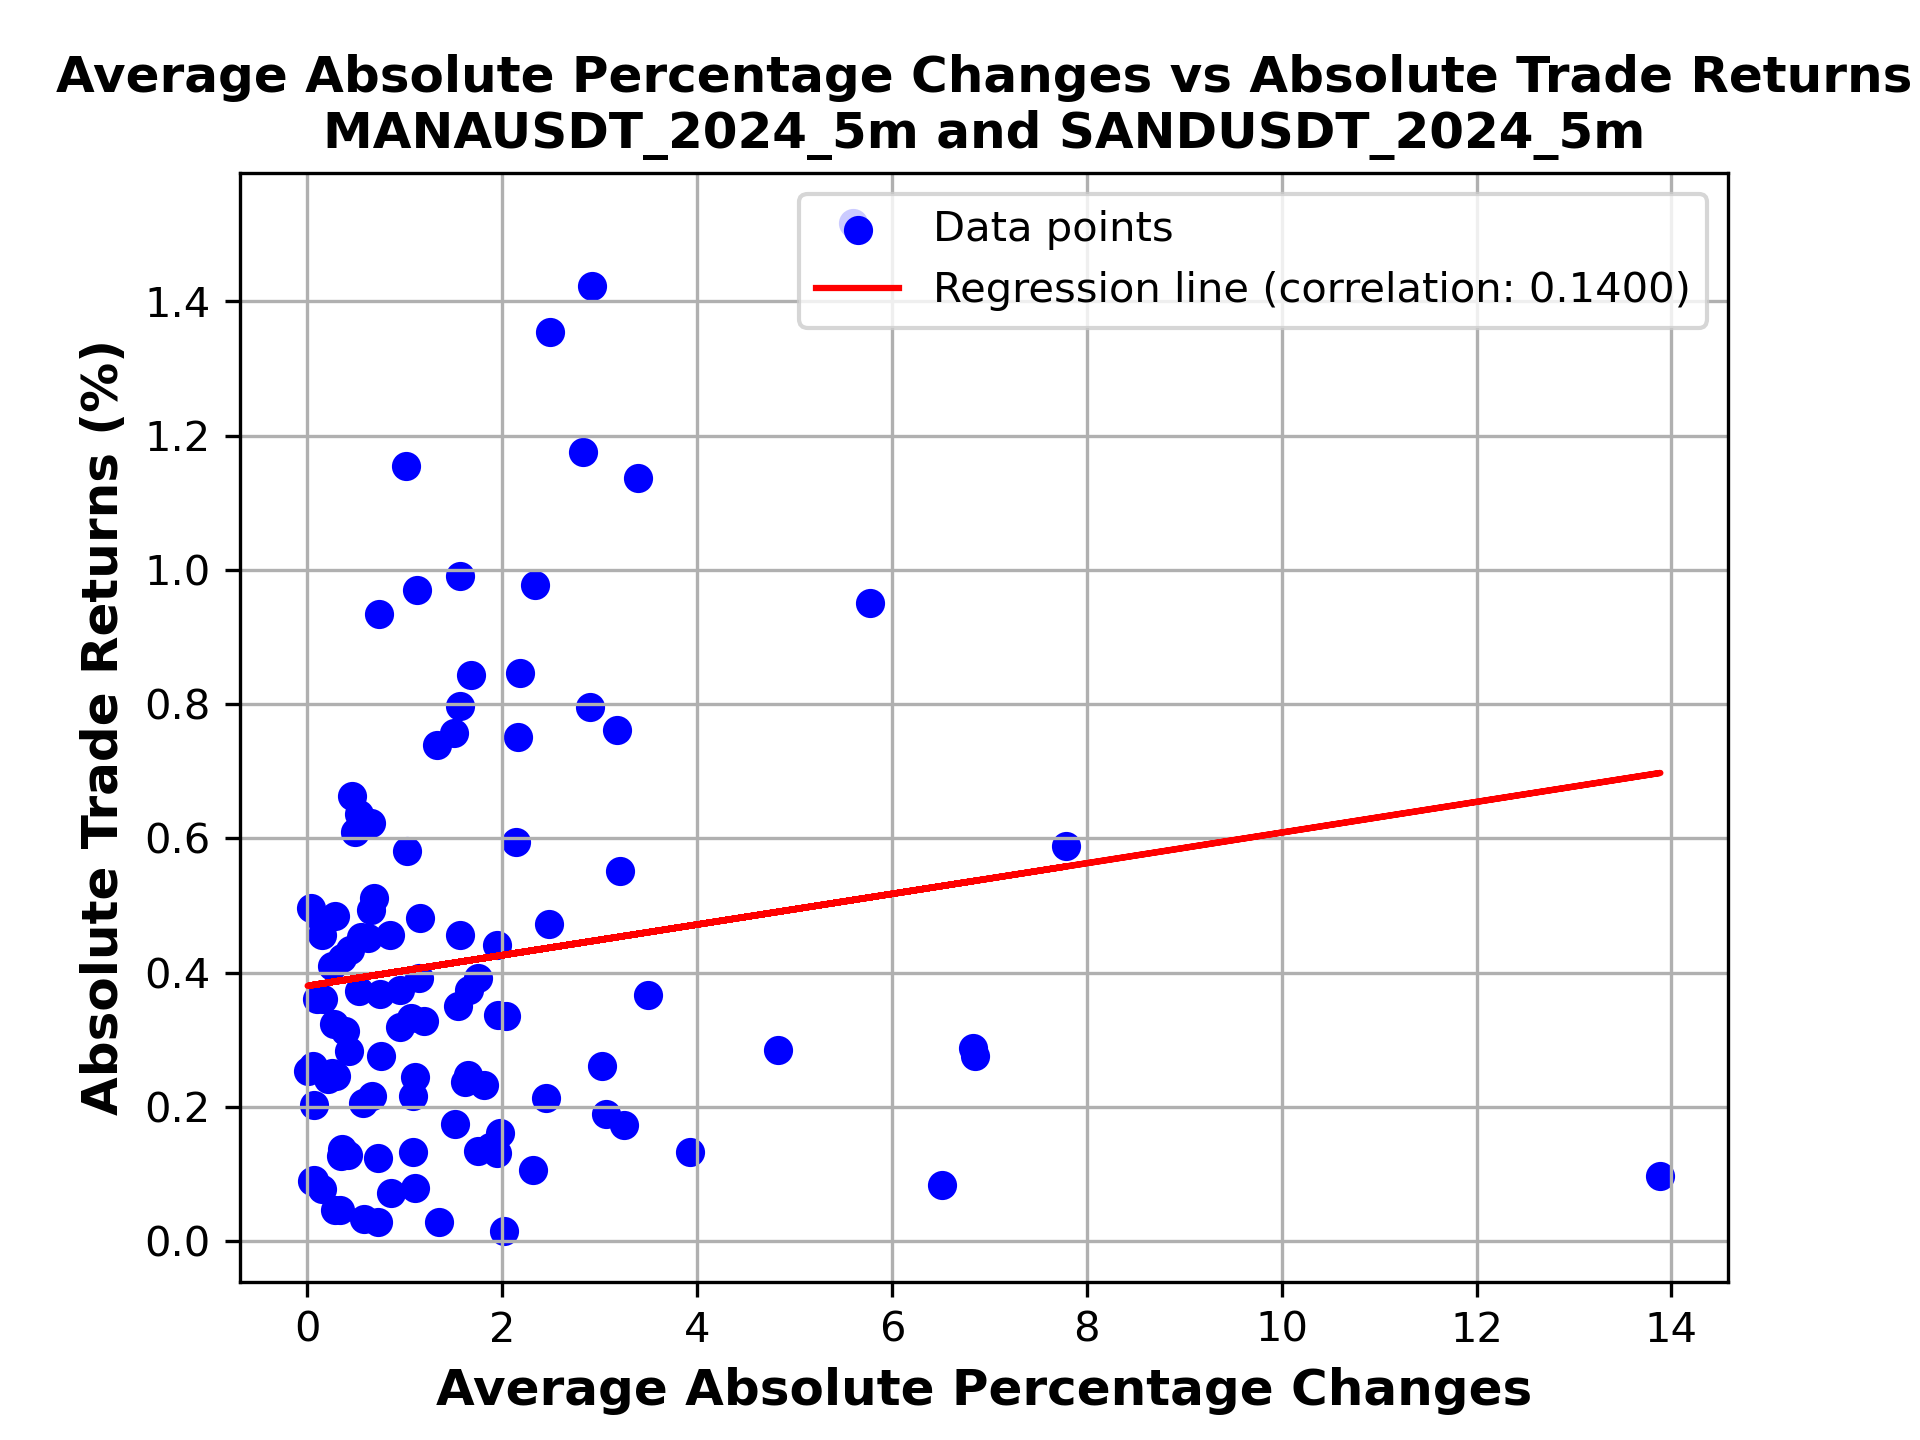 Average Absolute Percentage Changes vs Absolute Trade Returns
MANAUSDT_2024_5m and SANDUSDT_2024_5m
Data points
Regression line (correlation: 0.1400)
Absolute Trade Returns (%)
1.4
1.2
1.0
0.8
0.6
0.4
0.2
0.0
0 2 4 6 8 10 12 14
Average Absolute Percentage Changes